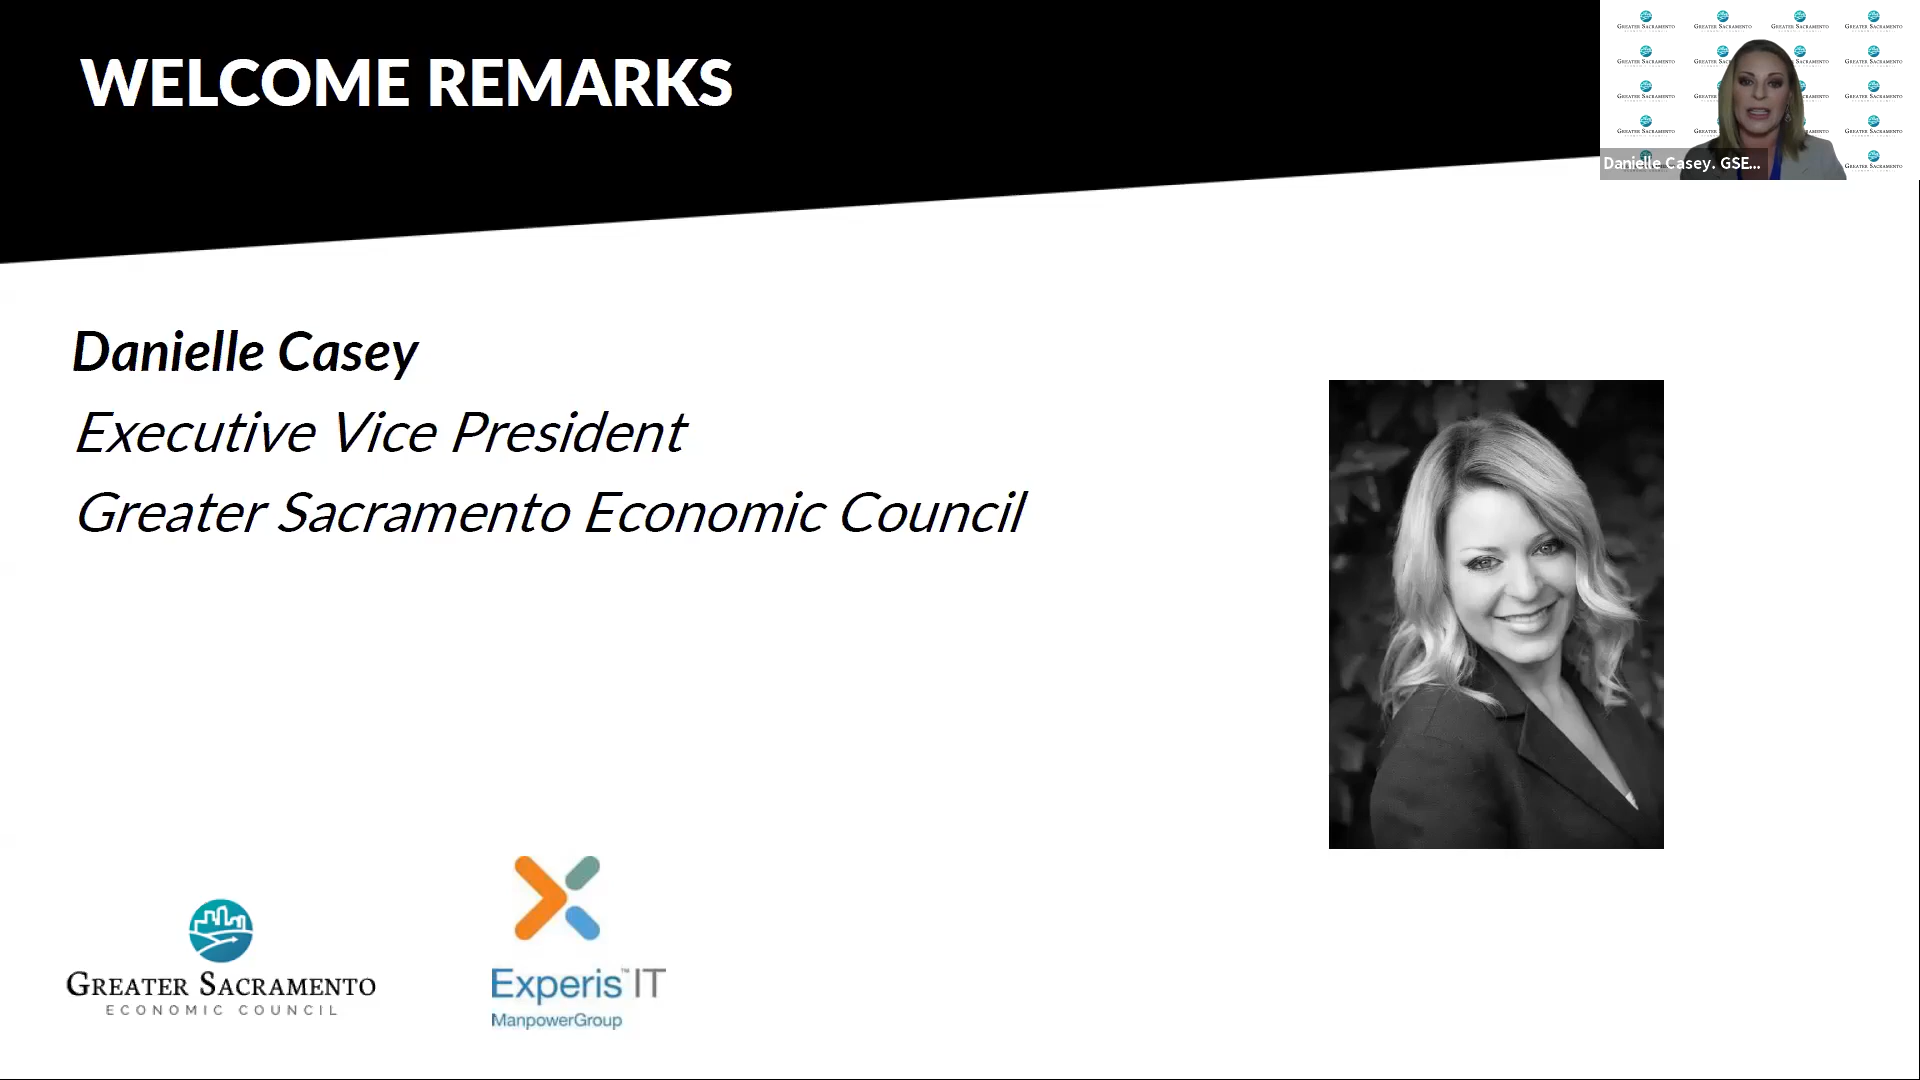 WELCOME REMARKS
Danielle Casey. GSE...
Danielle Casey
Executive Vice President
Greater Sacramento Economic Council
GREATER SACRAMENTO
ECONOMIC COUNCIL
Experis™ IT
ManpowerGroup